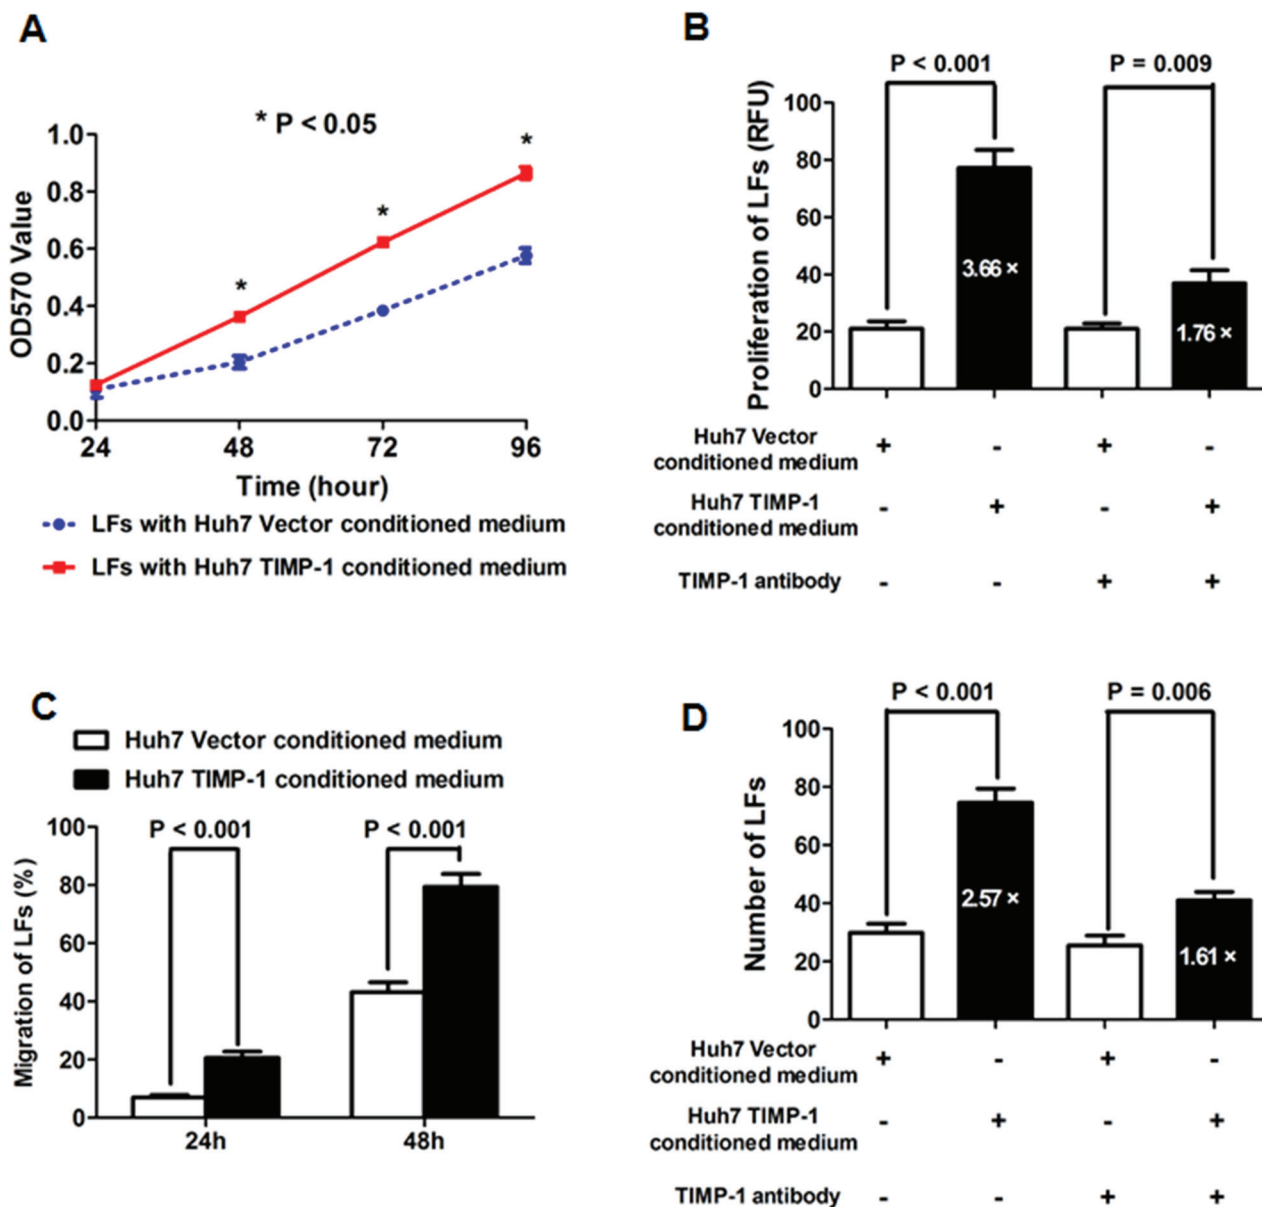 A
* P < 0.05
*
*
*
OD570 Value
1.0
0.8
0.6
0.4
0.2
0.0
24 48 72 96
Time (hour)
LFs with Huh7 Vector conditioned medium
LFs with Huh7 TIMP-1 conditioned medium
B
P < 0.001 P = 0.009
Proliferation of LFs (RFU)
100
80
60
40
20
0
3.66 ×
1.76 ×
Huh7 Vector
conditioned medium
+ - + -
Huh7 TIMP-1
conditioned medium
- + - +
TIMP-1 antibody - - + +
C
Huh7 Vector conditioned medium
Huh7 TIMP-1 conditioned medium
P < 0.001 P < 0.001
Migration of LFs (%)
100
80
60
40
20
0
24h 48h
D
P < 0.001 P = 0.006
Number of LFs
100
80
60
40
20
0
2.57 ×
1.61 ×
Huh7 Vector
conditioned medium
+ - + -
Huh7 TIMP-1
conditioned medium
- + - +
TIMP-1 antibody - - + +